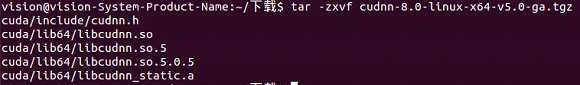 vision@vision-System-Product-Name:~/下载$ tar -zxvf cudnn-8.0-linux-x64-v5.0-ga.tgz
cuda/include/cudnn.h
cuda/lib64/libcudnn.so
cuda/lib64/libcudnn.so.5
cuda/lib64/libcudnn.so.5.0.5
cuda/lib64/libcudnn_static.a